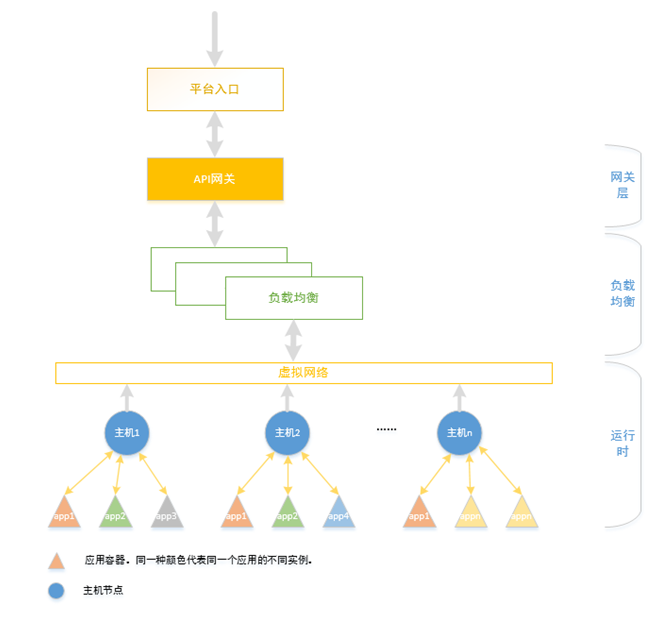 平台入口
API网关
网关
层
负载均衡
负载
均衡
虚拟网络
主机1
主机2
……
主机n
运行
时
app1
app2
app3
app1
app2
app4
app1
appn
appn
应用容器。同一种颜色代表同一个应用的不同实例。
主机节点